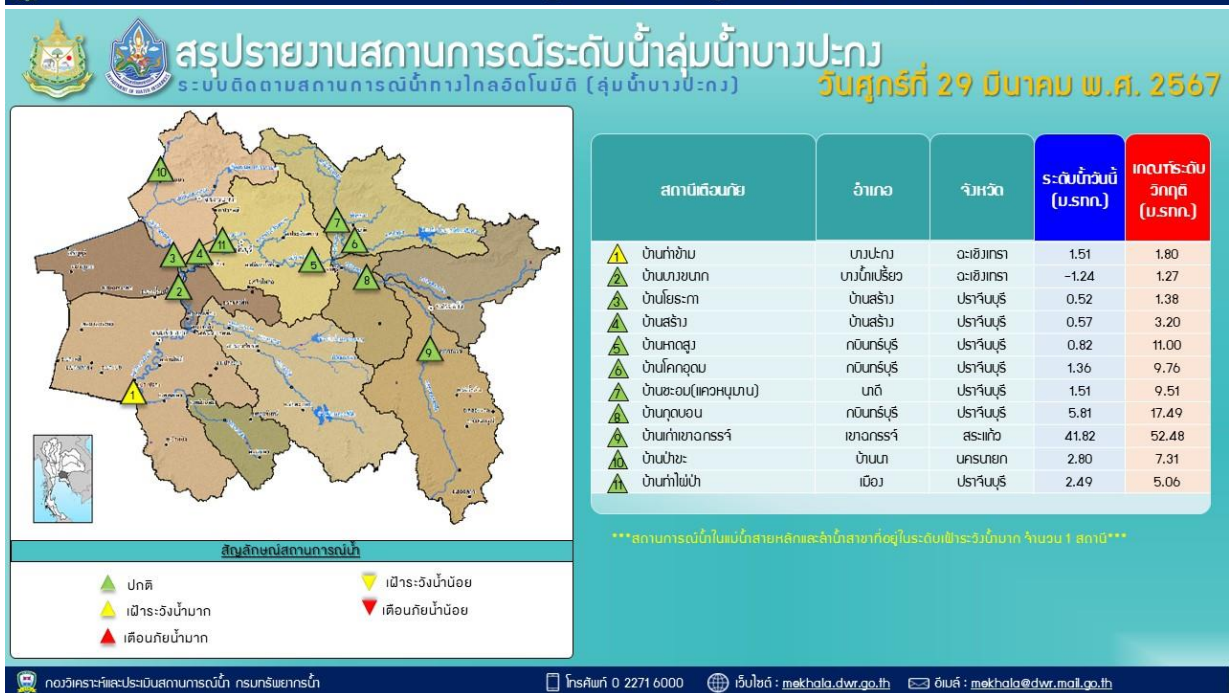 สรุปรายงานสถานการณ์ระดับน้ำลุ่มน้ำบางปะกง
ระบบติดตามสถานการณ์น้ำทางไกลอัตโนมัติ (ลุ่มน้ำบางปะกง)
วันศุกร์ที่ 29 มีนาคม พ.ศ. 2567
สถานีเตือนภัย อำเภอ จังหวัด ระดับน้ำวันนี้ (ม.รทก.) เกณฑ์ระดับวิกฤติ (ม.รทก.)
1 บ้านท่าข้าม บางปะกง ฉะเชิงเทรา 1.51 1.80
2 บ้านบางขนาก บางน้ำเปรี้ยว ฉะเชิงเทรา -1.24 1.27
3 บ้านโยธะกา บ้านสร้าง ปราจีนบุรี 0.52 1.38
4 บ้านสร้าง บ้านสร้าง ปราจีนบุรี 0.57 3.20
5 บ้านหาดสูง กบินทร์บุรี ปราจีนบุรี 0.82 11.00
6 บ้านโคกอุดม กบินทร์บุรี ปราจีนบุรี 1.36 9.76
7 บ้านชะอม(แควหนุมาน) นาดี ปราจีนบุรี 1.51 9.51
8 บ้านกุดบอน กบินทร์บุรี ปราจีนบุรี 5.81 17.49
9 บ้านเก่าเขาฉกรรจ์ เขาฉกรรจ์ สระแก้ว 41.82 52.48
10 บ้านป่าขะ บ้านนา นครนายก 2.80 7.31
11 บ้านท่าไผ่ป่า เมือง ปราจีนบุรี 2.49 5.06
***สถานการณ์น้ำในแม่น้ำสายหลักและลำน้ำสาขาที่อยู่ในระดับเฝ้าระวังน้ำมาก จำนวน 1 สถานี***
10
7
11
6
4
3
5
8
2
9
1
สัญลักษณ์สถานการณ์น้ำ
ปกติ
เฝ้าระวังน้ำน้อย
เฝ้าระวังน้ำมาก
เตือนภัยน้ำน้อย
เตือนภัยน้ำมาก
กองวิเคราะห์และประเมินสถานการณ์น้ำ กรมทรัพยากรน้ำ
โทรศัพท์ 0 2271 6000
เว็บไซต์ : mekhala.dwr.go.th
อีเมล์ : mekhala@dwr.mail.go.th